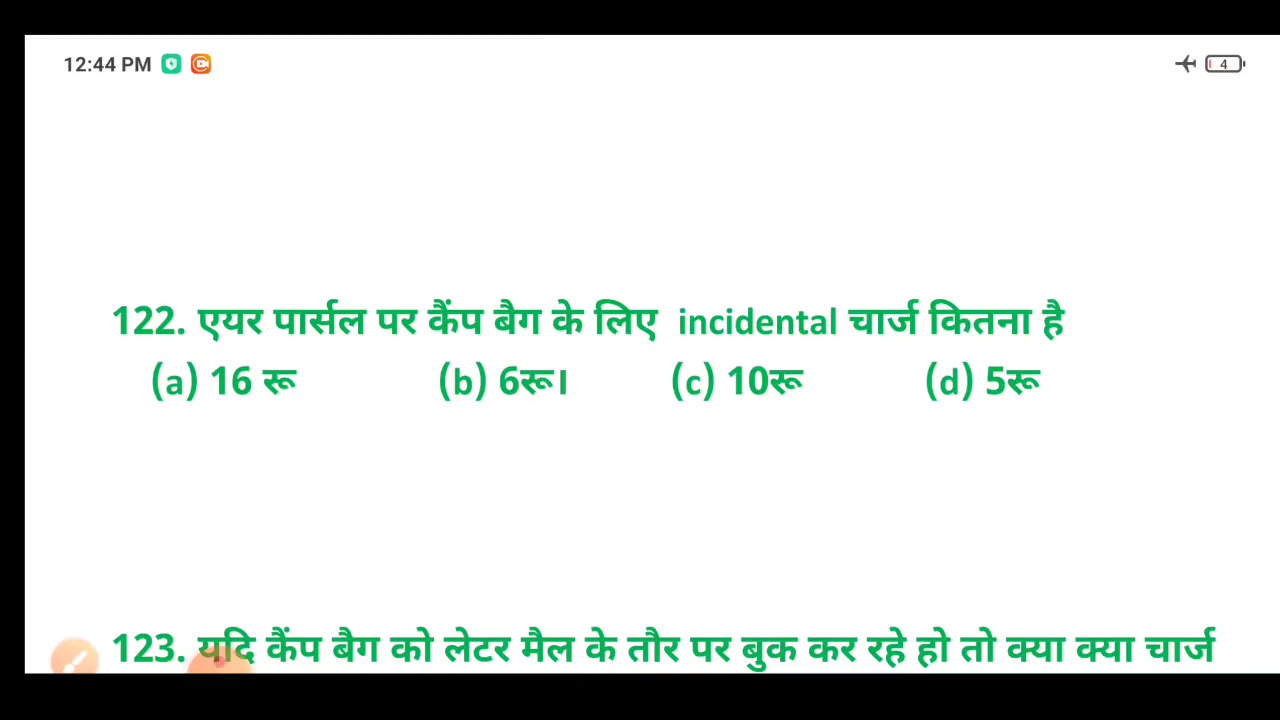 12:44 PM
4
122. एयर पार्सल पर कैंप बैग के लिए incidental चार्ज कितना है
(a) 16 रू (b) 6रू। (c) 10रू (d) 5रू
123. यदि कैंप बैग को लेटर मैल के तौर पर बुक कर रहे हो तो क्या क्या चार्ज